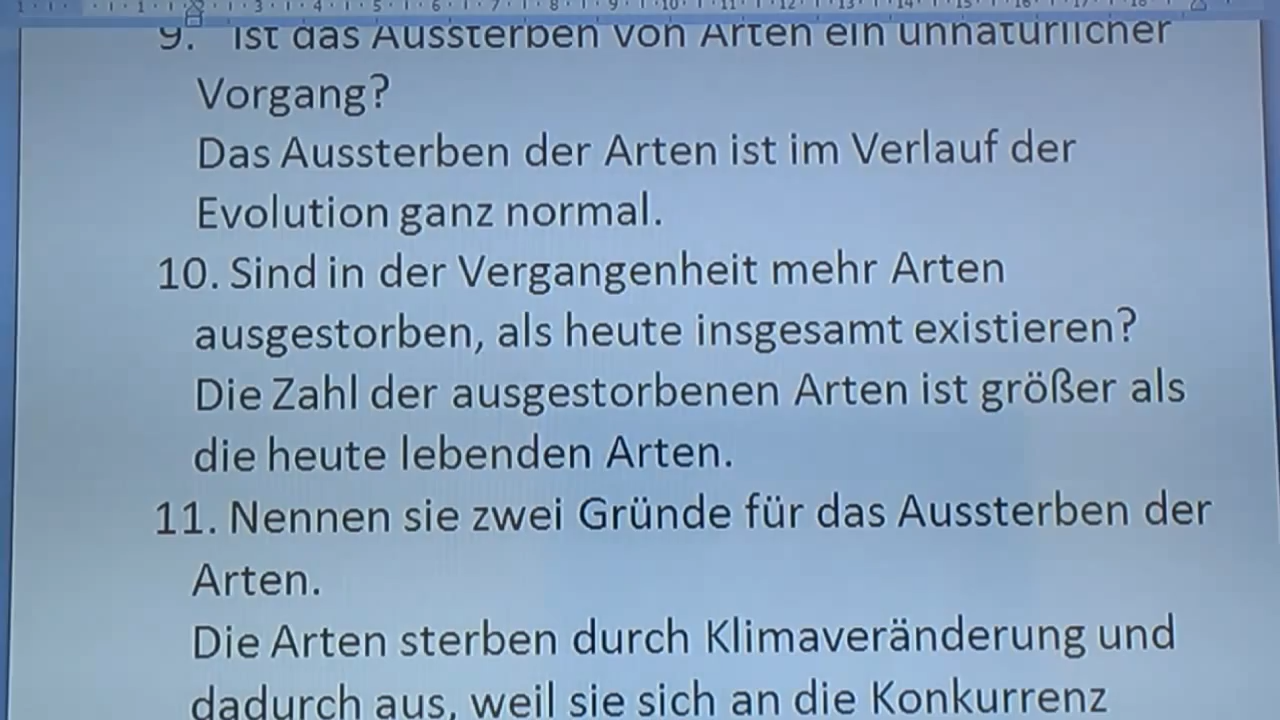 9. Ist das Aussterben von Arten ein unnatürlicher
Vorgang?
Das Aussterben der Arten ist im Verlauf der
Evolution ganz normal.
10. Sind in der Vergangenheit mehr Arten
ausgestorben, als heute insgesamt existieren?
Die Zahl der ausgestorbenen Arten ist größer als
die heute lebenden Arten.
11. Nennen sie zwei Gründe für das Aussterben der
Arten.
Die Arten sterben durch Klimaveränderung und
dadurch aus, weil sie sich an die Konkurrenz